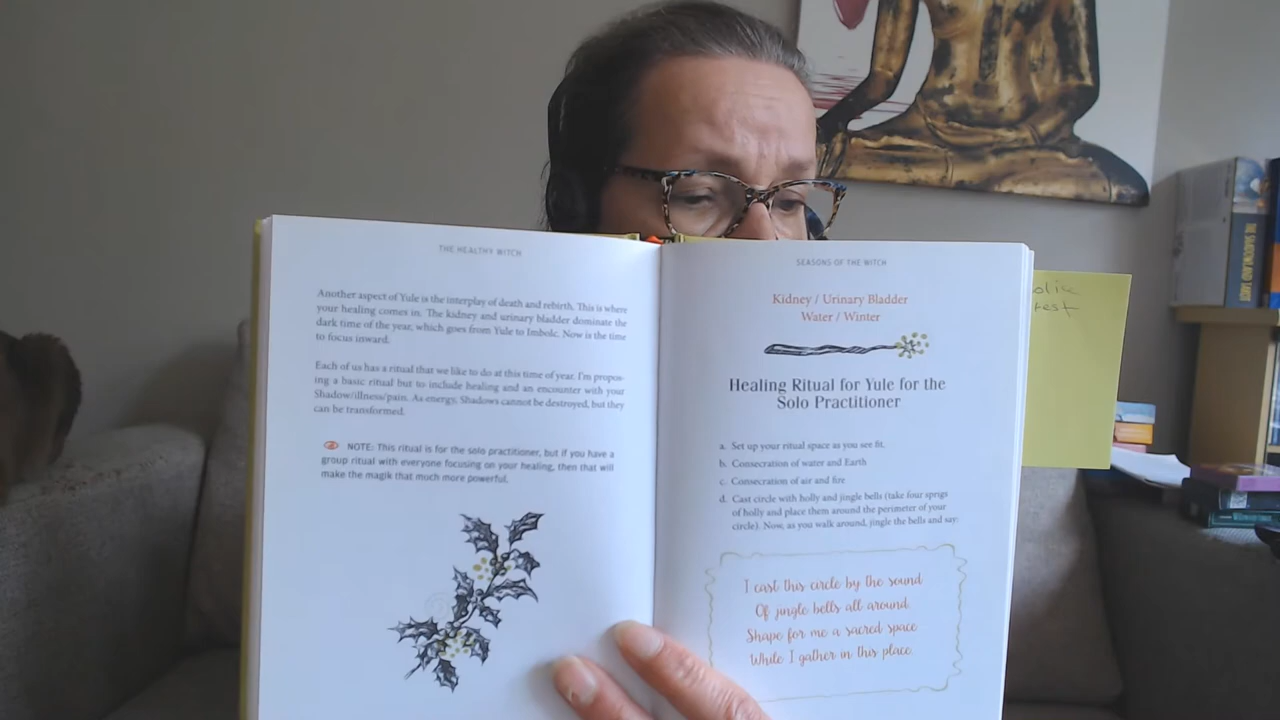 THE HEALTHY WITCH
Another aspect of Yule is the interplay of death and rebirth. This is where
your healing comes in. The kidney and urinary bladder dominate the
dark time of the year, which goes from Yule to Imbolc. Now is the time
to focus inward.
Each of us has a ritual that we like to do at this time of year. I'm propos-
ing a basic ritual but to include healing and an encounter with your
Shadow/illness/pain. As energy, Shadows cannot be destroyed, but they
can be transformed.
NOTE: This ritual is for the solo practitioner, but if you have a
group ritual with everyone focusing on your healing, then that will
make the magik that much more powerful.
SEASONS OF THE WITCH
Kidney / Urinary Bladder
Water / Winter
Healing Ritual for Yule for the
Solo Practitioner
a. Set up your ritual space as you see fit.
b. Consecration of water and Earth
c. Consecration of air and fire
d. Cast circle with holly and jingle bells (take four sprigs
of holly and place them around the perimeter of your
circle). Now, as you walk around, jingle the bells and say:
I cast this circle by the sound
Of jingle bells all around
Shape for me a sacred space
While I gather in this place.